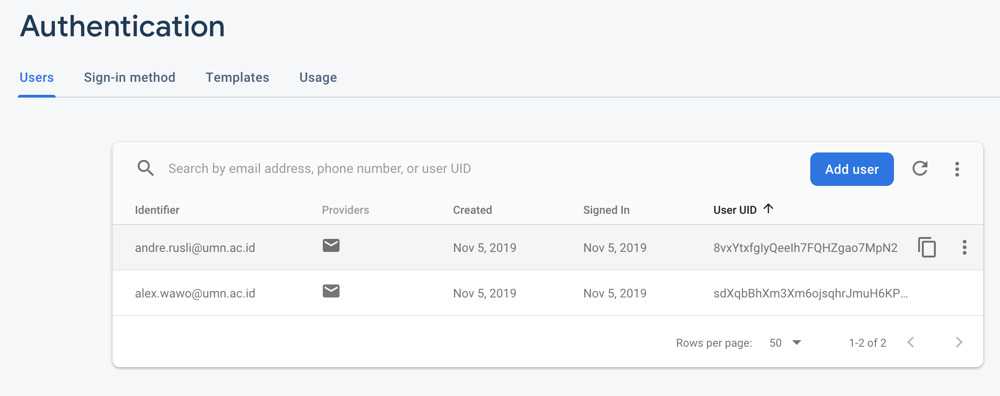 Authentication
Users Sign-in method Templates Usage
Search by email address, phone number, or user UID Add user
Identifier Providers Created Signed In User UID
andre.rusli@umn.ac.id Nov 5, 2019 Nov 5, 2019 8vxYtxfgIyQeeIh7FQHZgao7MpN2
alex.wawo@umn.ac.id Nov 5, 2019 Nov 5, 2019 sdXqbBhXm3Xm6ojsqhrJmuH6KP...
Rows per page: 50 1-2 of 2